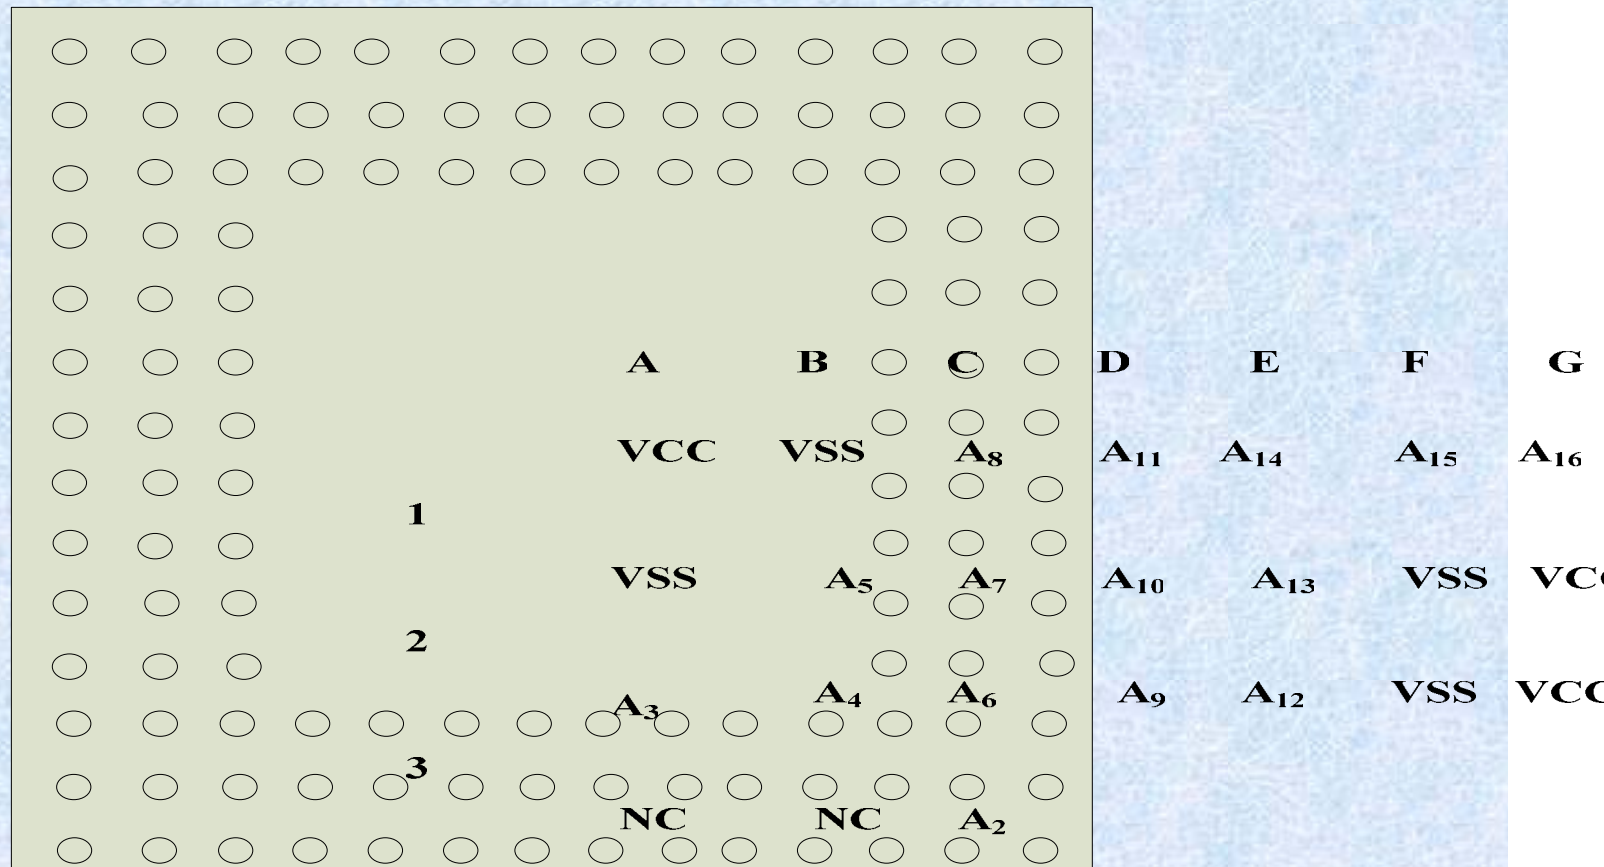 A B C D E F G
VCC VSS A₈ A₁₁ A₁₄ A₁₅ A₁₆
1
VSS A₅ A₇ A₁₀ A₁₃ VSS
2
A₃ A₄ A₆ A₉ A₁₂ VSS
3
NC NC A₂